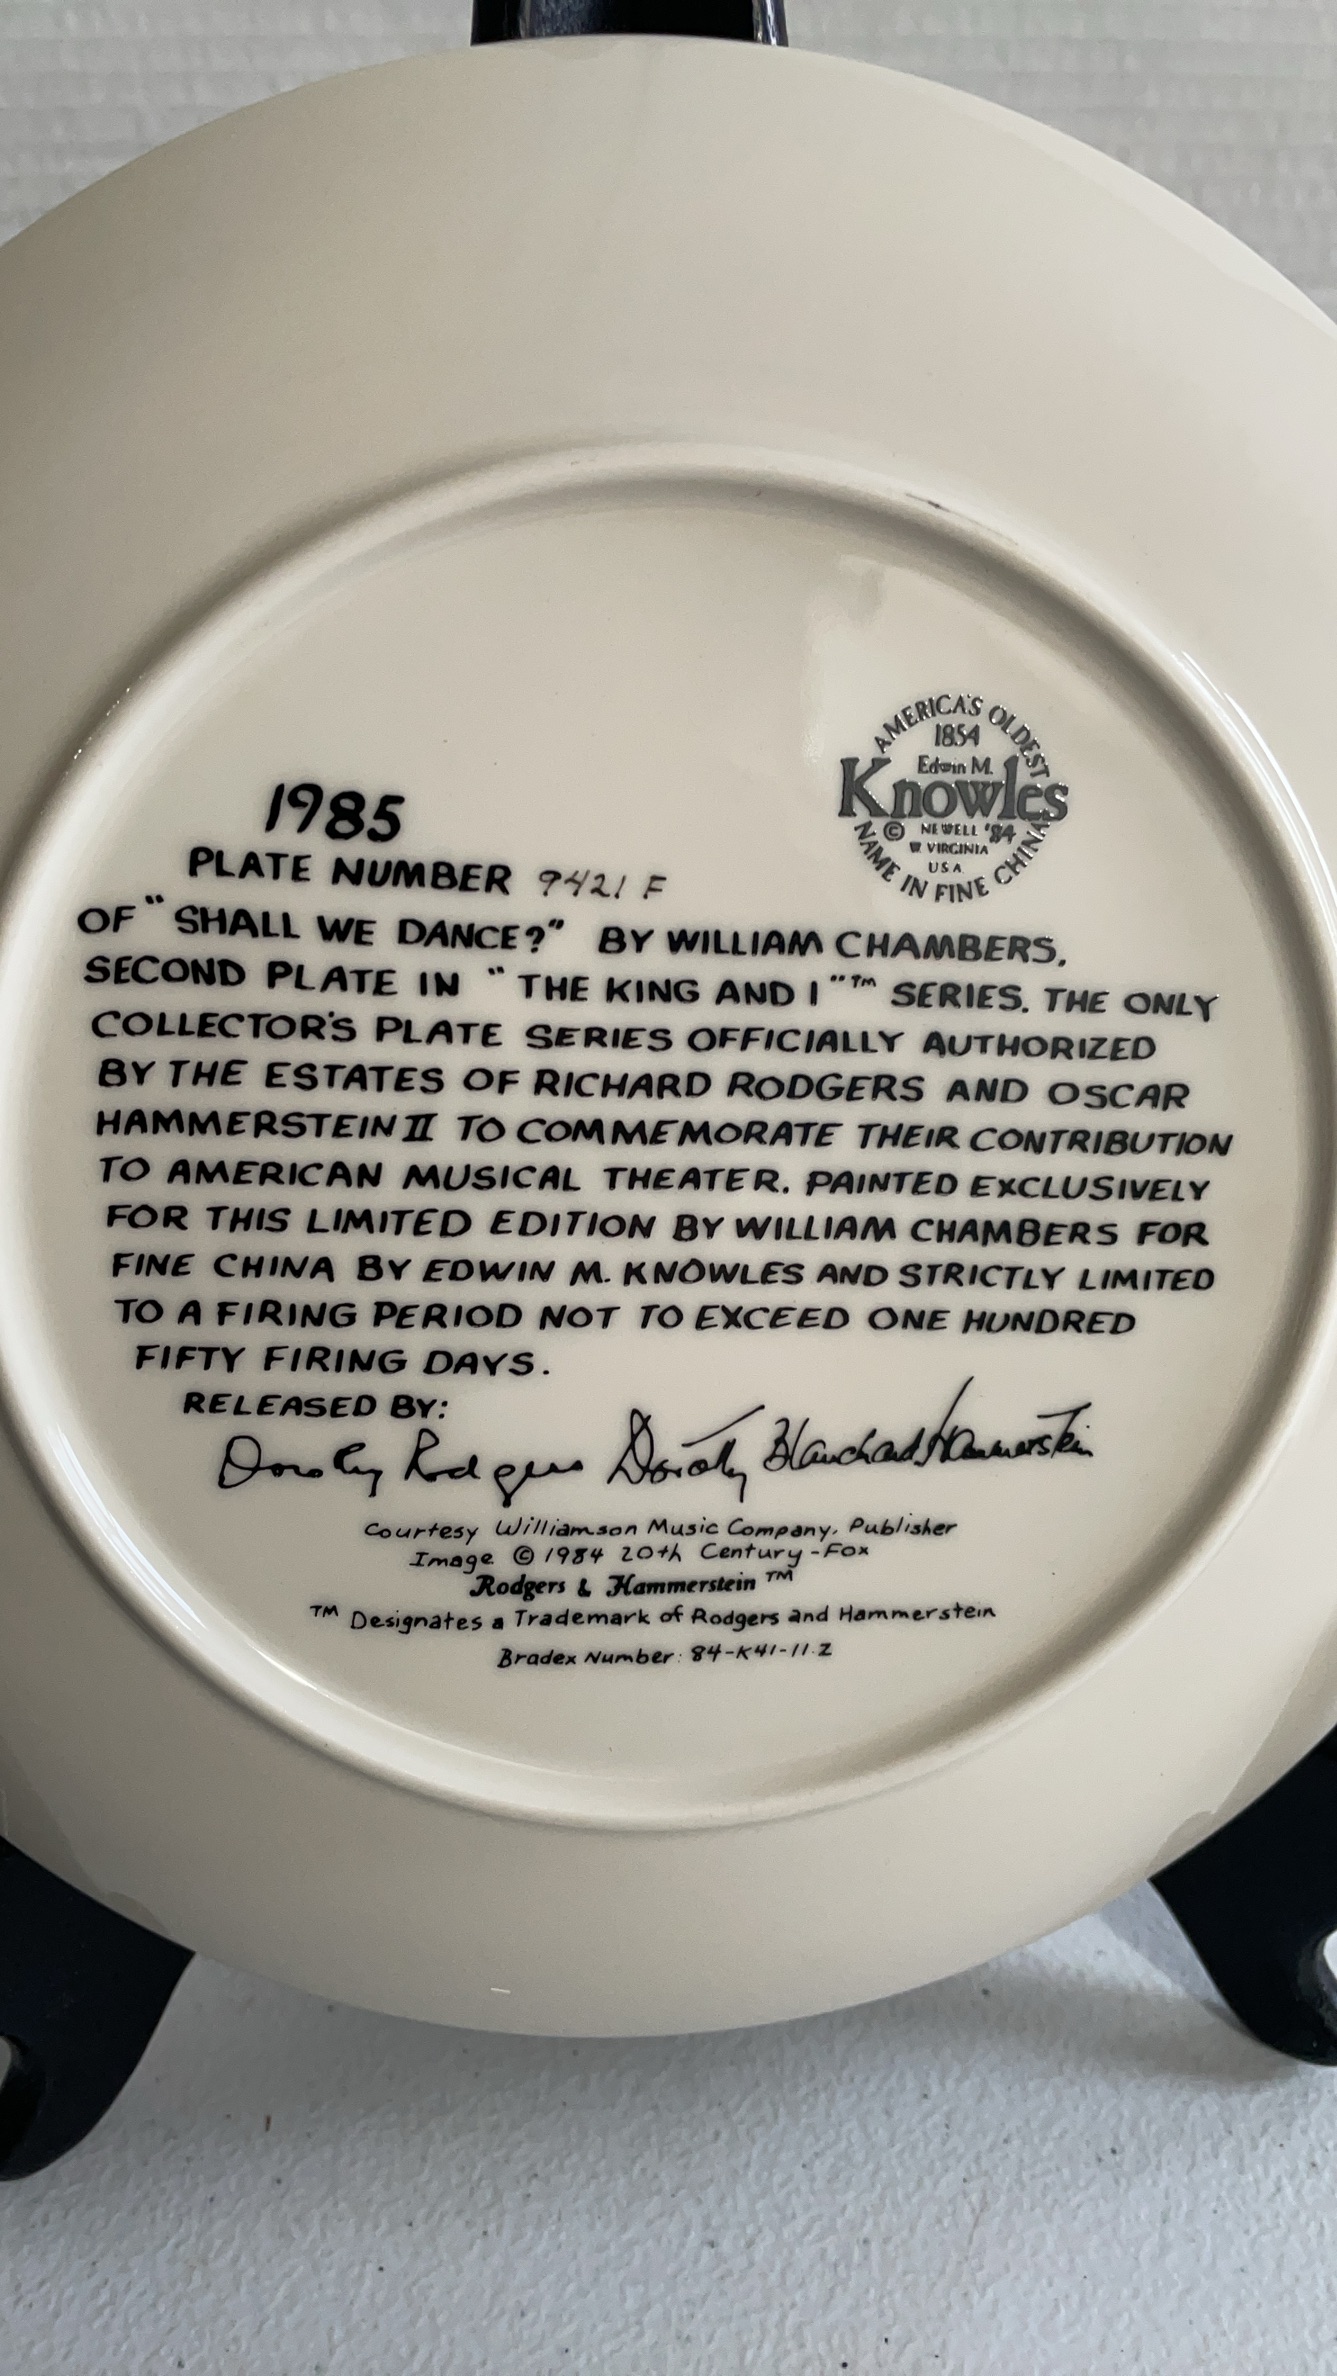 AMERICA'S OLDEST
1854
Edwin M.
Knowles
© NEWELL '84
W. VIRGINIA
USA
NAME IN FINE CHINA
1985
PLATE NUMBER 9421 F
OF "SHALL WE DANCE?" BY WILLIAM CHAMBERS,
SECOND PLATE IN "THE KING AND I"™ SERIES. THE ONLY
COLLECTOR'S PLATE SERIES OFFICIALLY AUTHORIZED
BY THE ESTATES OF RICHARD RODGERS AND OSCAR
HAMMERSTEIN II TO COMMEMORATE THEIR CONTRIBUTION
TO AMERICAN MUSICAL THEATER. PAINTED EXCLUSIVELY
FOR THIS LIMITED EDITION BY WILLIAM CHAMBERS FOR
FINE CHINA BY EDWIN M. KNOWLES AND STRICTLY LIMITED
TO A FIRING PERIOD NOT TO EXCEED ONE HUNDRED
FIFTY FIRING DAYS.
RELEASED BY:
Dorothy Rodgers Dorothy Blanchard Hammerstein
Courtesy Williamson Music Company, Publisher
Image © 1984 20th Century-Fox
Rodgers & Hammerstein ™
™ Designates a Trademark of Rodgers and Hammerstein
Bradex Number: 84-K41-11.2